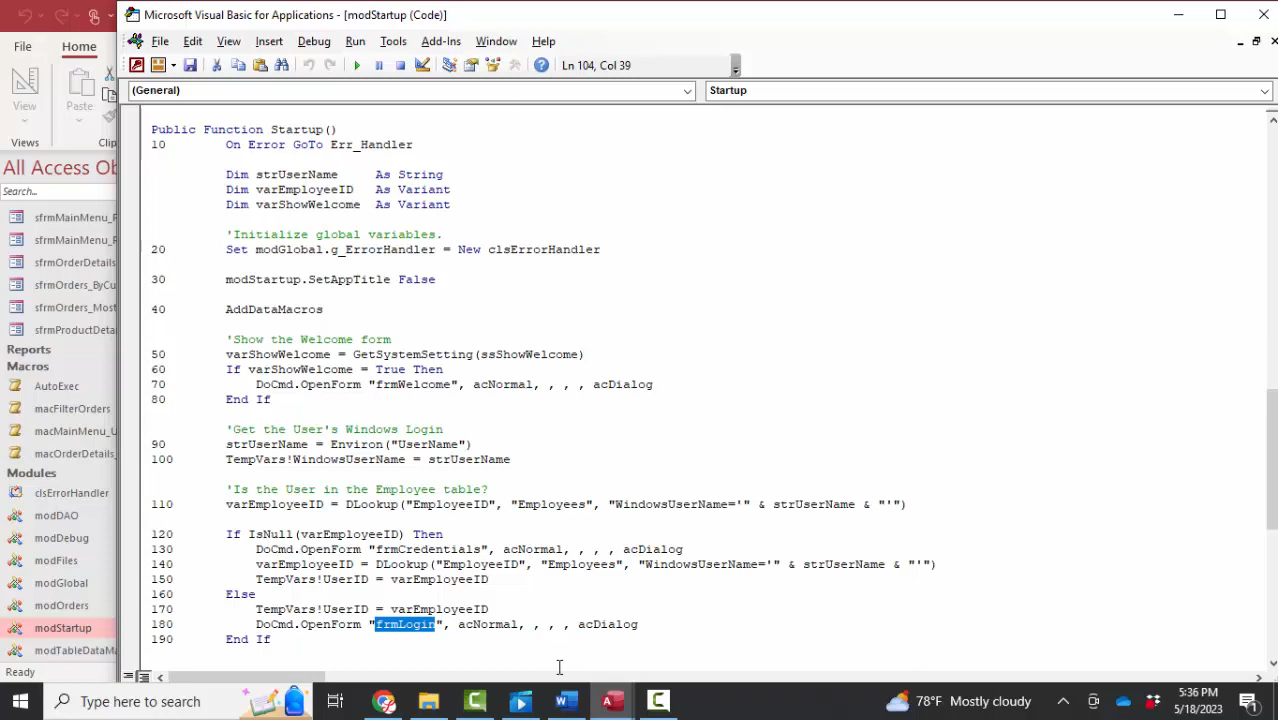 Microsoft Visual Basic for Applications - [modStartup (Code)]
File Edit View Insert Debug Run Tools Add-Ins Window Help
Ln 104, Col 39
(General) Startup
File Home
View Paste
Views Clip
All Access Ob
Search...
sfrmMainMenu_R
sfrmMainMenu_R
sfrmOrderDetails
sfrmOrders_ByCu
sfrmOrders_Most
sfrmProductDeta
Reports
Macros
AutoExec
macFilterOrders
macMainMenu_U
macOrderDetails_
Modules
clsErrorHandler
modDAO
modDebug
modFiles
modGlobal
modOrders
modStartup
modTableDataMa
Ready
Public Function Startup()
10 On Error GoTo Err_Handler
Dim strUserName As String
Dim varEmployeeID As Variant
Dim varShowWelcome As Variant
'Initialize global variables.
20 Set modGlobal.g_ErrorHandler = New clsErrorHandler
30 modStartup.SetAppTitle False
40 AddDataMacros
'Show the Welcome form
50 varShowWelcome = GetSystemSetting(ssShowWelcome)
60 If varShowWelcome = True Then
70 DoCmd.OpenForm "frmWelcome", acNormal, , , , acDialog
80 End If
'Get the User's Windows Login
90 strUserName = Environ("UserName")
100 TempVars!WindowsUserName = strUserName
'Is the User in the Employee table?
110 varEmployeeID = DLookup("EmployeeID", "Employees", "WindowsUserName='" & strUserName & "'")
120 If IsNull(varEmployeeID) Then
130 DoCmd.OpenForm "frmCredentials", acNormal, , , , acDialog
140 varEmployeeID = DLookup("EmployeeID", "Employees", "WindowsUserName='" & strUserName & "'")
150 TempVars!UserID = varEmployeeID
160 Else
170 TempVars!UserID = varEmployeeID
180 DoCmd.OpenForm "frmLogin", acNormal, , , , acDialog
190 End If
Type here to search
78°F Mostly cloudy
5:36 PM
5/18/2023
1